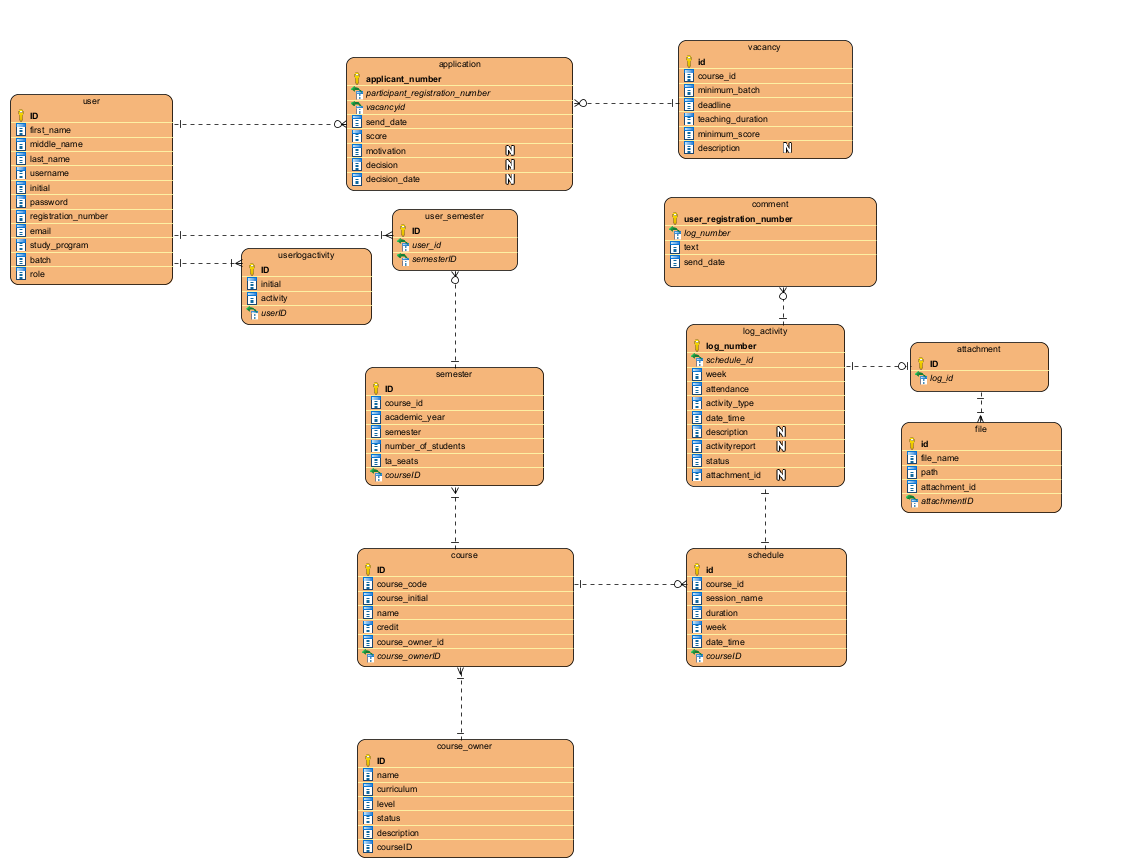 user
ID
first_name
middle_name
last_name
username
initial
password
registration_number
email
study_program
batch
role
application
applicant_number
participant_registration_number
vacancyid
send_date
score
motivation N
decision N
decision_date N
vacancy
id
course_id
minimum_batch
deadline
teaching_duration
minimum_score
description N
user_semester
ID
user_id
semesterID
userlogactivity
ID
initial
activity
userID
comment
user_registration_number
log_number
text
send_date
log_activity
log_number
schedule_id
week
attendance
activity_type
date_time
description N
activityreport N
status
attachment_id N
attachment
ID
log_id
file
id
file_name
path
attachment_id
attachmentID
semester
ID
course_id
academic_year
semester
number_of_students
ta_seats
courseID
course
ID
course_code
course_initial
name
credit
course_owner_id
course_ownerID
schedule
id
course_id
session_name
duration
week
date_time
courseID
course_owner
ID
name
curriculum
level
status
description
courseID